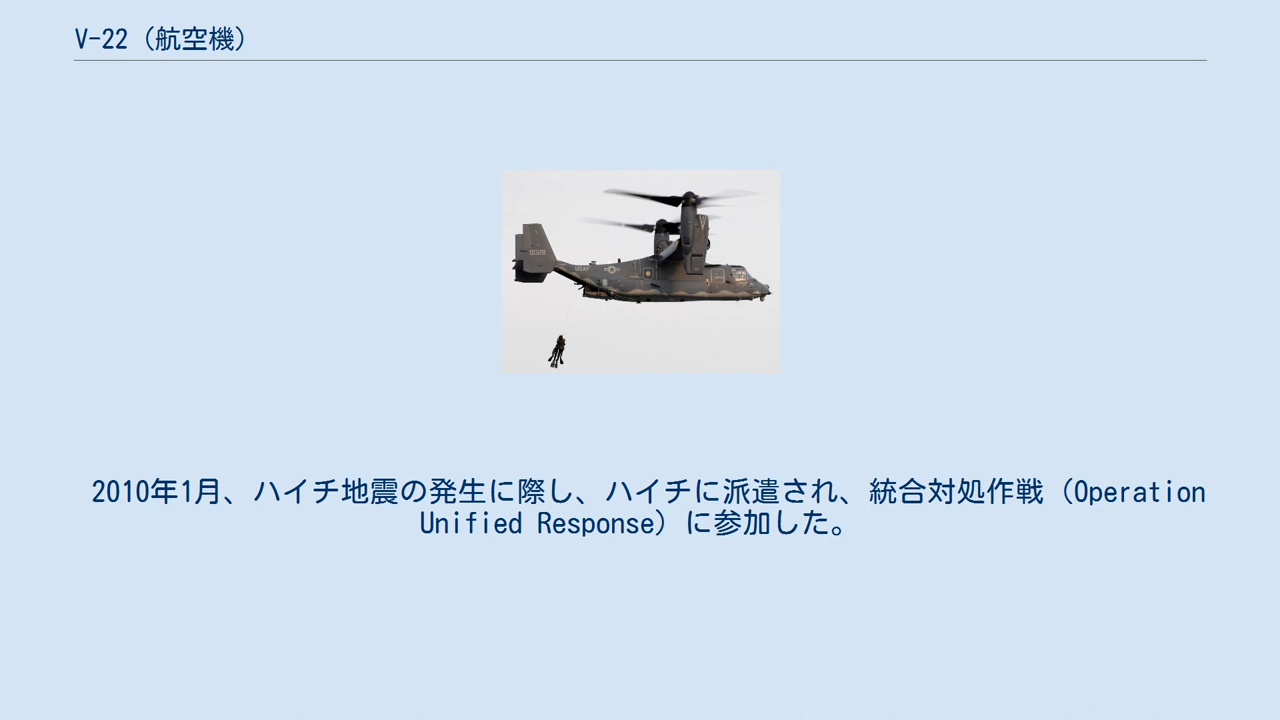 V-22（航空機）
2010年1月、ハイチ地震の発生に際し、ハイチに派遣され、統合対処作戦（Operation
Unified Response）に参加した。